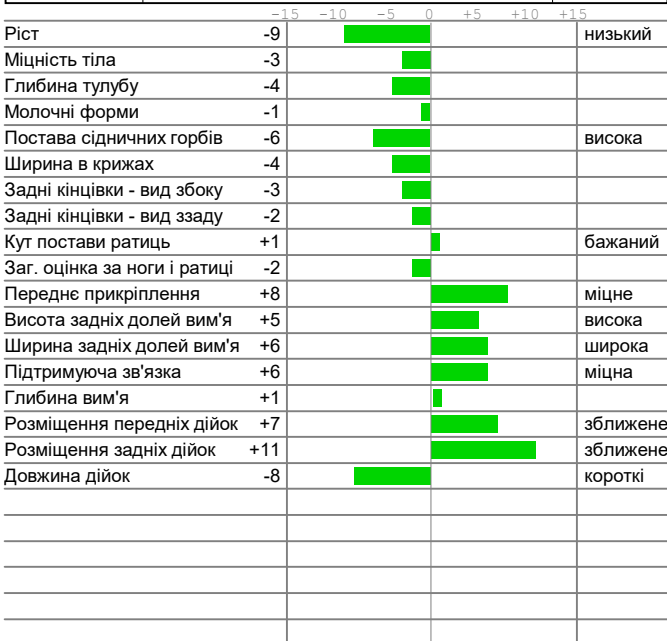 -15 -10 -5 0 +5 +10 +15
Ріст -9 низький
Міцність тіла -3
Глибина тулубу -4
Молочні форми -1
Постава сідничних горбів -6 висока
Ширина в крижах -4
Задні кінцівки - вид збоку -3
Задні кінцівки - вид ззаду -2
Кут постави ратиць +1 бажаний
Заг. оцінка за ноги і ратиці -2
Переднє прикріплення +8 міцне
Висота задніх долей вим'я +5 висока
Ширина задніх долей вим'я +6 широка
Підтримуюча зв'язка +6 міцна
Глибина вим'я +1
Розміщення передніх дійок +7 зближене
Розміщення задніх дійок +11 зближене
Довжина дійок -8 короткі